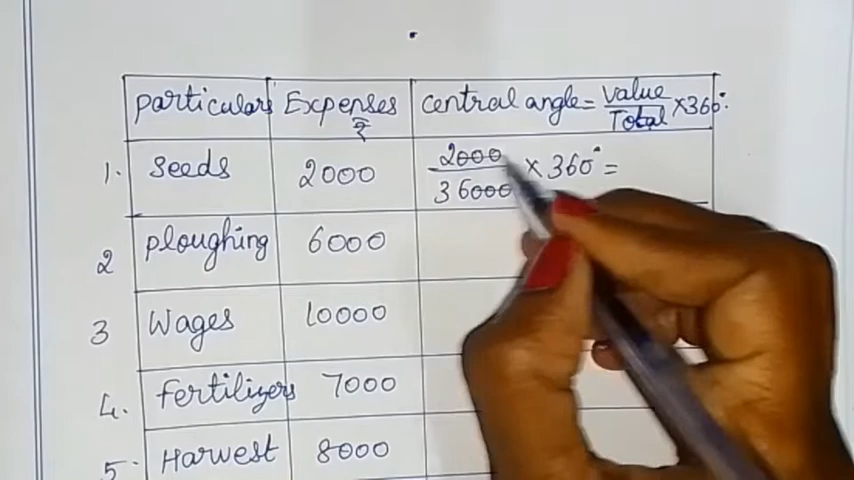 Particulars Expenses ₹ Central angle = Value/Total × 360°
1. Seeds 2000 2000/36000 × 360° =
2 Ploughing 6000
3 Wages 10000
4. Fertilizers 7000
5. Harvest 8000